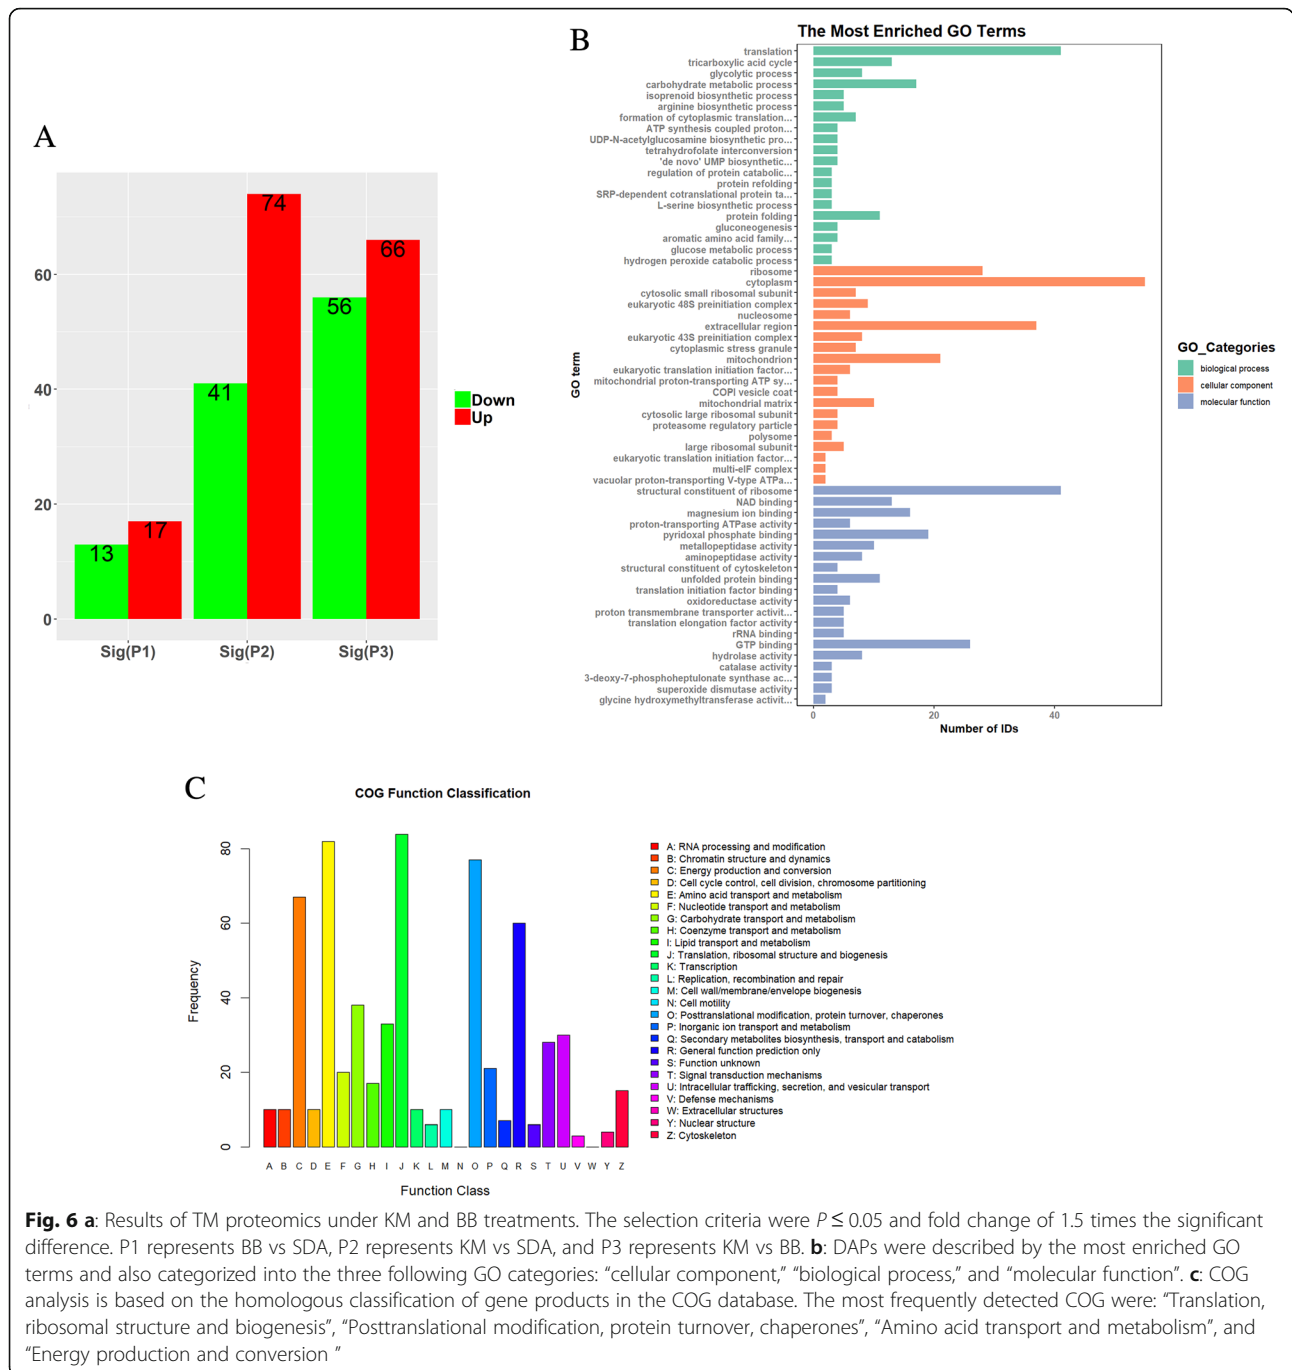 A
60
40
20
0
13
17
41
74
56
66
Sig(P1)
Sig(P2)
Sig(P3)
Down
Up
B
The Most Enriched GO Terms
GO term
translation
tricarboxylic acid cycle
glycolytic process
carbohydrate metabolic process
isoprenoid biosynthetic process
arginine biosynthetic process
formation of cytoplasmic translation...
ATP synthesis coupled proton...
UDP-N-acetylglucosamine biosynthetic pro...
tetrahydrofolate interconversion
'de novo' UMP biosynthetic...
regulation of protein catabolic...
protein refolding
SRP-dependent cotranslational protein ta...
L-serine biosynthetic process
protein folding
gluconeogenesis
aromatic amino acid family...
glucose metabolic process
hydrogen peroxide catabolic process
ribosome
cytoplasm
cytosolic small ribosomal subunit
eukaryotic 48S preinitiation complex
nucleosome
extracellular region
eukaryotic 43S preinitiation complex
cytoplasmic stress granule
mitochondrion
eukaryotic translation initiation factor...
mitochondrial proton-transporting ATP sy...
COPI vesicle coat
mitochondrial matrix
cytosolic large ribosomal subunit
proteasome regulatory particle
polysome
large ribosomal subunit
eukaryotic translation initiation factor...
multi-eIF complex
vacuolar proton-transporting V-type ATPa...
structural constituent of ribosome
NAD binding
magnesium ion binding
proton-transporting ATPase activity
pyridoxal phosphate binding
metallopeptidase activity
aminopeptidase activity
structural constituent of cytoskeleton
unfolded protein binding
translation initiation factor binding
oxidoreductase activity
proton transmembrane transporter activit...
translation elongation factor activity
rRNA binding
GTP binding
hydrolase activity
catalase activity
3-deoxy-7-phosphoheptulonate synthase ac...
superoxide dismutase activity
glycine hydroxymethyltransferase activit...
0 20 40
Number of IDs
GO_Categories
biological process
cellular component
molecular function
C
COG Function Classification
Frequency
80
60
40
20
0
A B C D E F G H I J K L M N O P Q R S T U V W Y Z
Function Class
A: RNA processing and modification
B: Chromatin structure and dynamics
C: Energy production and conversion
D: Cell cycle control, cell division, chromosome partitioning
E: Amino acid transport and metabolism
F: Nucleotide transport and metabolism
G: Carbohydrate transport and metabolism
H: Coenzyme transport and metabolism
I: Lipid transport and metabolism
J: Translation, ribosomal structure and biogenesis
K: Transcription
L: Replication, recombination and repair
M: Cell wall/membrane/envelope biogenesis
N: Cell motility
O: Posttranslational modification, protein turnover, chaperones
P: Inorganic ion transport and metabolism
Q: Secondary metabolites biosynthesis, transport and catabolism
R: General function prediction only
S: Function unknown
T: Signal transduction mechanisms
U: Intracellular trafficking, secretion, and vesicular transport
V: Defense mechanisms
W: Extracellular structures
Y: Nuclear structure
Z: Cytoskeleton
Fig. 6 a: Results of TM proteomics under KM and BB treatments. The selection criteria were P ≤ 0.05 and fold change of 1.5 times the significant
difference. P1 represents BB vs SDA, P2 represents KM vs SDA, and P3 represents KM vs BB. b: DAPs were described by the most enriched GO
terms and also categorized into the three following GO categories: “cellular component,” “biological process,” and “molecular function”. c: COG
analysis is based on the homologous classification of gene products in the COG database. The most frequently detected COG were: “Translation,
ribosomal structure and biogenesis”, “Posttranslational modification, protein turnover, chaperones”, “Amino acid transport and metabolism”, and
“Energy production and conversion ”